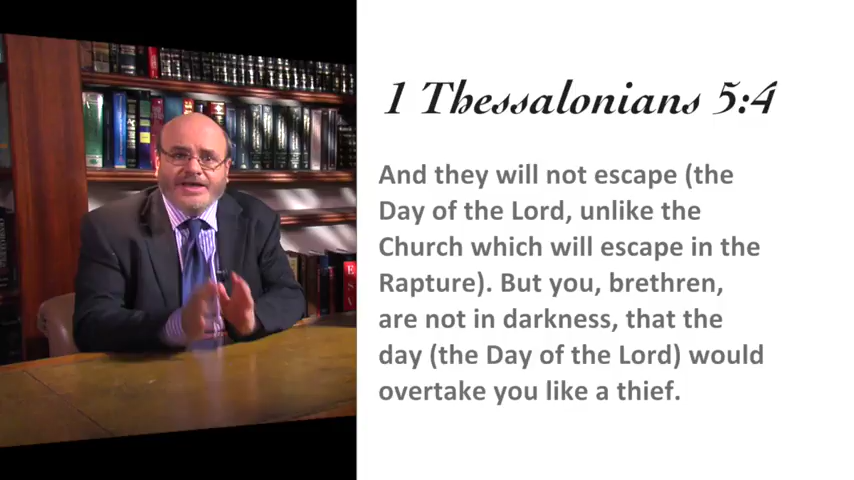 1 Thessalonians 5:4
And they will not escape (the
Day of the Lord, unlike the
Church which will escape in the
Rapture). But you, brethren,
are not in darkness, that the
day (the Day of the Lord) would
overtake you like a thief.